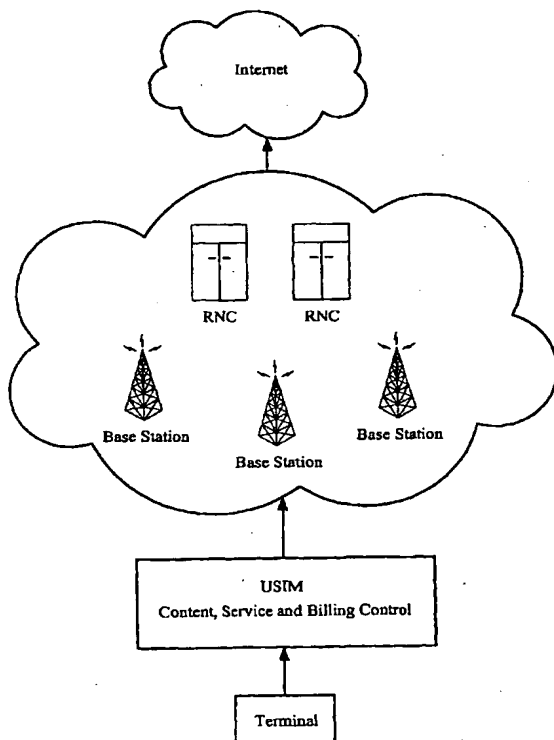 Internet
RNC
RNC
Base Station
Base Station
Base Station
USIM
Content, Service and Billing Control
Terminal